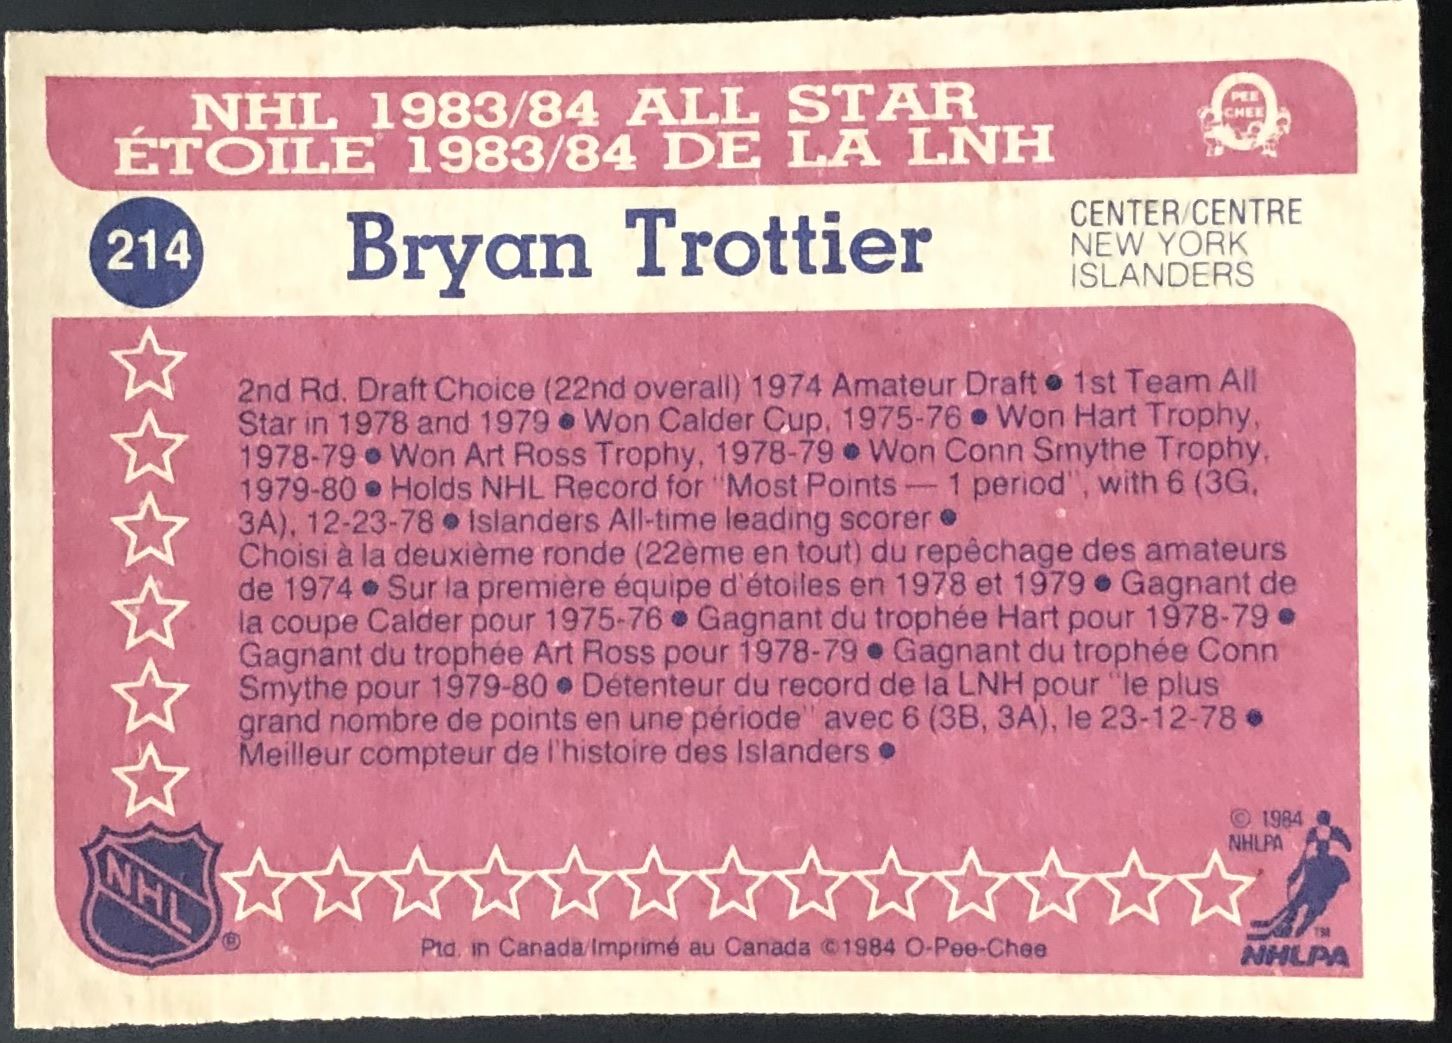 NHL 1983/84 ALL STAR
ÉTOILE 1983/84 DE LA LNH
PEE
CHEE
214
Bryan Trottier
CENTER/CENTRE
NEW YORK
ISLANDERS
2nd Rd. Draft Choice (22nd overall) 1974 Amateur Draft ● 1st Team All
Star in 1978 and 1979 ● Won Calder Cup, 1975-76 ● Won Hart Trophy,
1978-79 ● Won Art Ross Trophy, 1978-79 ● Won Conn Smythe Trophy,
1979-80 ● Holds NHL Record for "Most Points — 1 period", with 6 (3G,
3A), 12-23-78 ● Islanders All-time leading scorer ●
Choisi à la deuxième ronde (22ème en tout) du repêchage des amateurs
de 1974 ● Sur la première équipe d'étoiles en 1978 et 1979 ● Gagnant de
la coupe Calder pour 1975-76 ● Gagnant du trophée Hart pour 1978-79 ●
Gagnant du trophée Art Ross pour 1978-79 ● Gagnant du trophée Conn
Smythe pour 1979-80 ● Détenteur du record de la LNH pour "le plus
grand nombre de points en une période" avec 6 (3B, 3A), le 23-12-78 ●
Meilleur compteur de l'histoire des Islanders ●
© 1984
NHLPA
NHL
®
TM
NHLPA
Ptd. in Canada/Imprimé au Canada ©1984 O-Pee-Chee